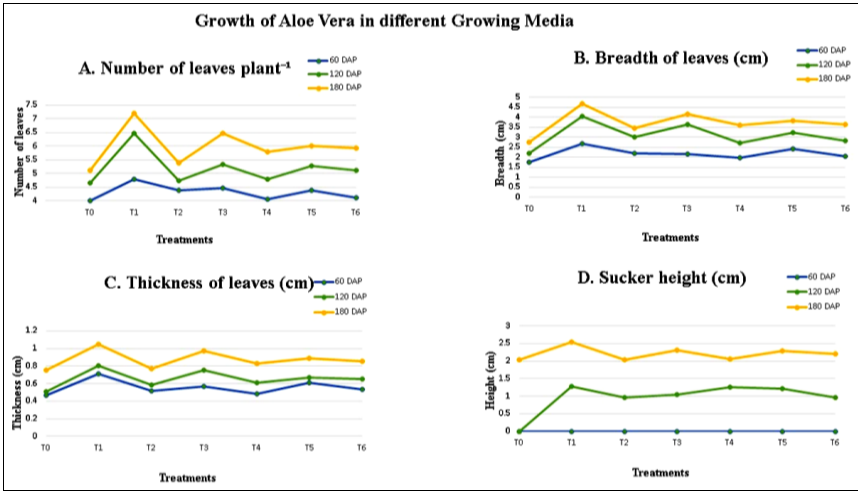 Growth of Aloe Vera in different Growing Media
A. Number of leaves plant⁻¹
60 DAP
120 DAP
180 DAP
Number of leaves
7.5
7
6.5
6
5.5
5
4.5
4
T0 T1 T2 T3 T4 T5 T6
Treatments
B. Breadth of leaves (cm)
60 DAP
120 DAP
180 DAP
Breadth (cm)
5
4.5
4
3.5
3
2.5
2
1.5
1
0.5
0
T0 T1 T2 T3 T4 T5 T6
Treatments
C. Thickness of leaves (cm)
60 DAP
120 DAP
180 DAP
Thickness (cm)
1.2
1
0.8
0.6
0.4
0.2
0
T0 T1 T2 T3 T4 T5 T6
Treatments
D. Sucker height (cm)
60 DAP
120 DAP
180 DAP
Height (cm)
3
2.5
2
1.5
1
0.5
0
T0 T1 T2 T3 T4 T5 T6
Treatments